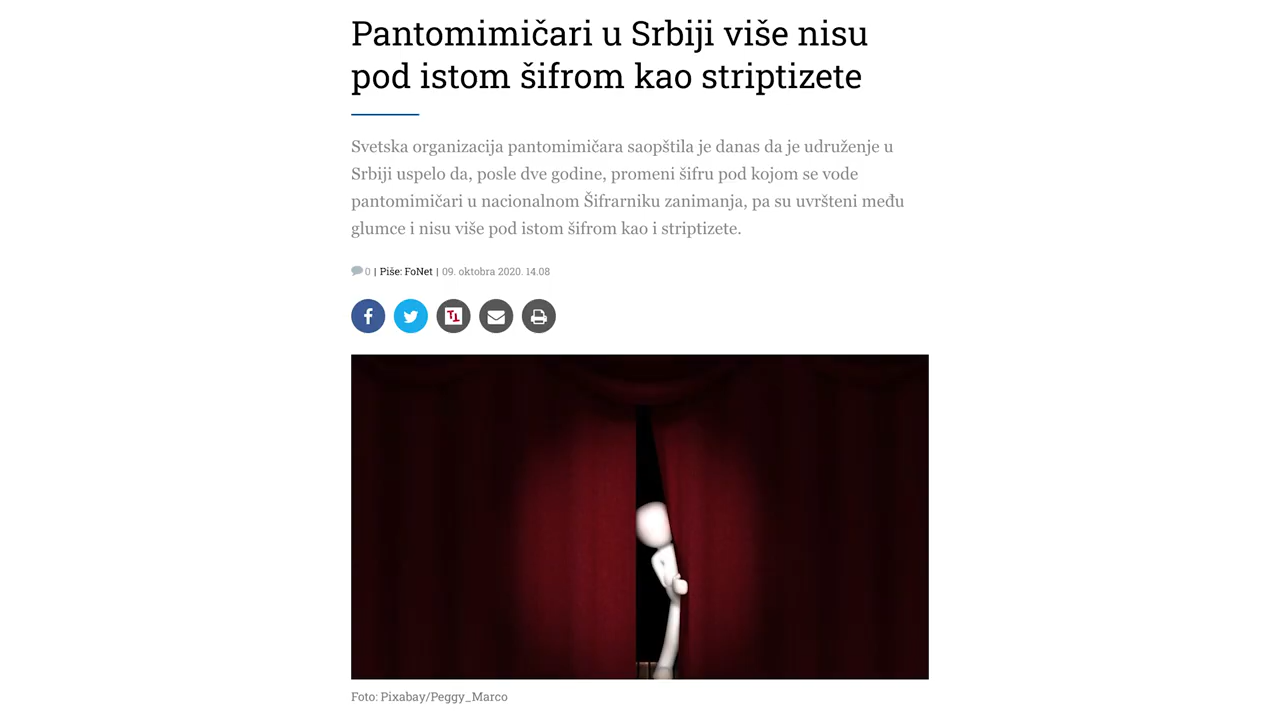 Pantomimičari u Srbiji više nisu
pod istom šifrom kao striptizete
Svetska organizacija pantomimičara saopštila je danas da je udruženje u
Srbiji uspelo da, posle dve godine, promeni šifru pod kojom se vode
pantomimičari u nacionalnom Šifrarniku zanimanja, pa su uvršteni među
glumce i nisu više pod istom šifrom kao i striptizete.
0 | Piše: FoNet | 09. oktobra 2020. 14.08
Foto: Pixabay/Peggy_Marco